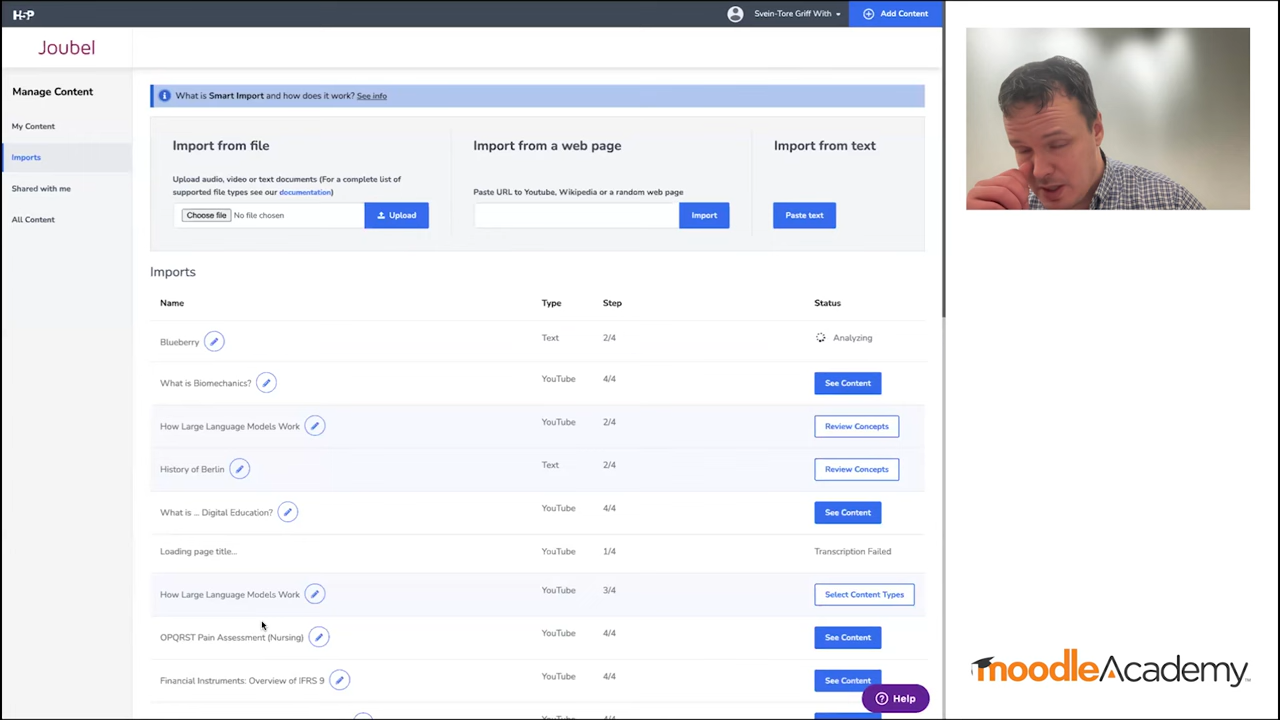 H5P
Svein-Tore Griff With
Add Content
Joubel
Manage Content
My Content
Imports
Shared with me
All Content
What is Smart Import and how does it work? See info
Import from file
Upload audio, video or text documents (For a complete list of
supported file types see our documentation)
Choose file No file chosen
Upload
Import from a web page
Paste URL to Youtube, Wikipedia or a random web page
Import
Import from text
Paste text
Imports
Name Type Step Status
Blueberry Text 2/4 Analyzing
What is Biomechanics? YouTube 4/4 See Content
How Large Language Models Work YouTube 2/4 Review Concepts
History of Berlin Text 2/4 Review Concepts
What is ... Digital Education? YouTube 4/4 See Content
Loading page title... YouTube 1/4 Transcription Failed
How Large Language Models Work YouTube 3/4 Select Content Types
OPQRST Pain Assessment (Nursing) YouTube 4/4 See Content
Financial Instruments: Overview of IFRS 9 YouTube 4/4 See Content
Help
moodleAcademy